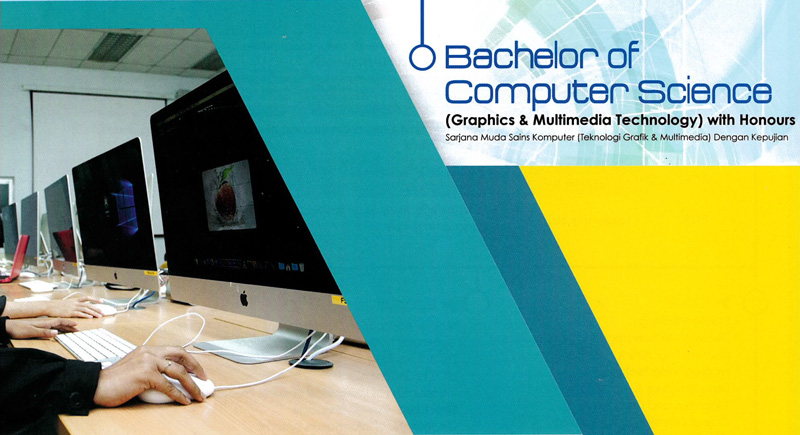 Bachelor of
Computer Science
(Graphics & Multimedia Technology) with Honours
Sarjana Muda Sains Komputer (Teknologi Grafik & Multimedia) Dengan Kepujian